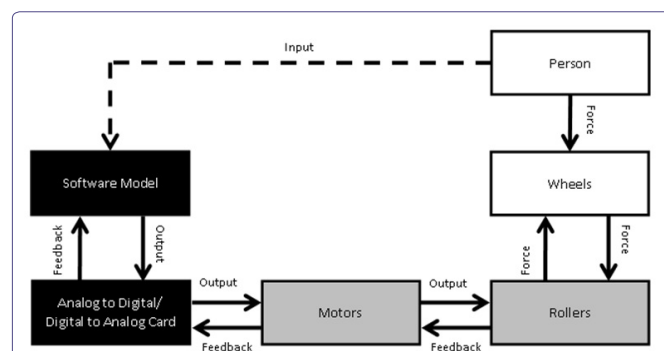 Input
Person
Force
Software Model
Wheels
Feedback
Output
Force
Force
Analog to Digital/
Digital to Analog Card
Output
Feedback
Motors
Output
Feedback
Rollers